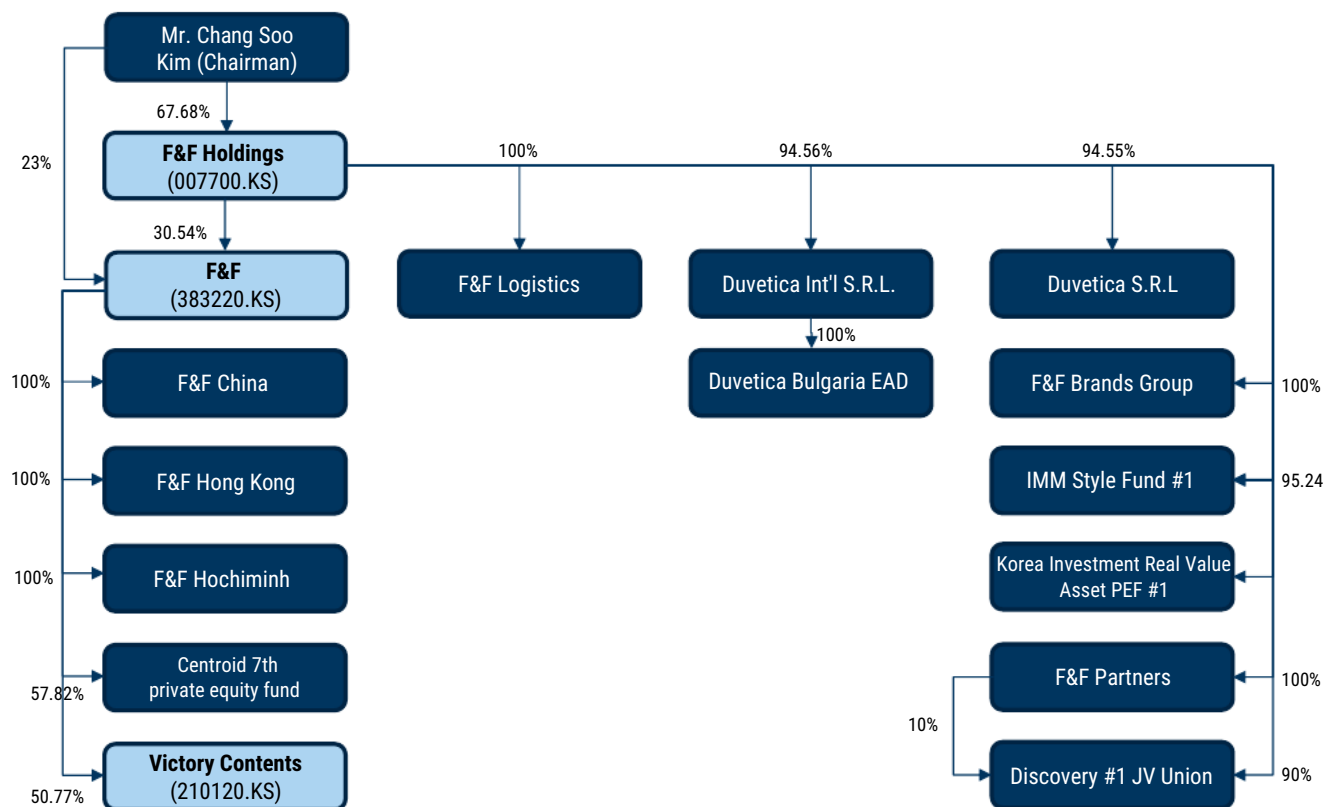 Mr. Chang Soo
Kim (Chairman)
67.68%
23%
F&F Holdings
(007700.KS)
100%
94.56%
94.55%
30.54%
F&F
(383220.KS)
F&F Logistics
Duvetica Int'l S.R.L.
Duvetica S.R.L
100%
100%
F&F China
Duvetica Bulgaria EAD
F&F Brands Group
100%
100%
F&F Hong Kong
IMM Style Fund #1
95.24
100%
F&F Hochiminh
Korea Investment Real Value
Asset PEF #1
57.82%
Centroid 7th
private equity fund
F&F Partners
100%
10%
50.77%
Victory Contents
(210120.KS)
Discovery #1 JV Union
90%